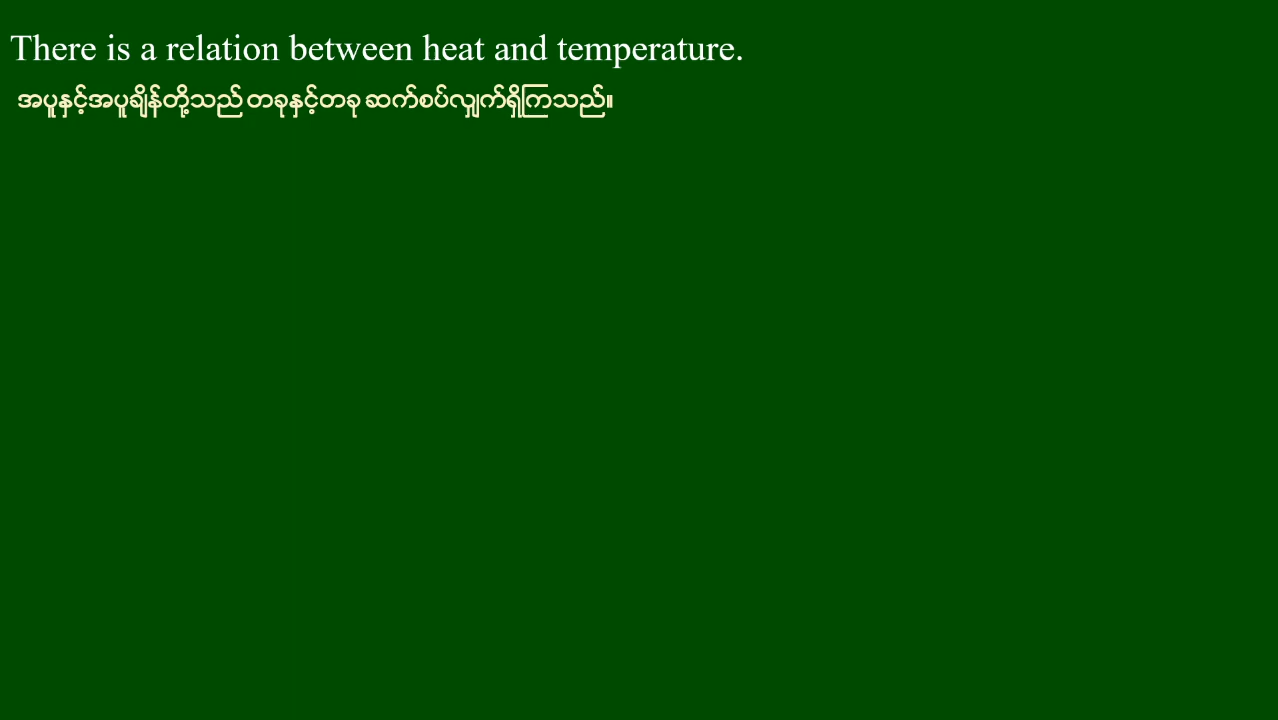 There is a relation between heat and temperature.
အပူနှင့်အပူချိန်တို့သည် တခုနှင့်တခု ဆက်စပ်လျှက်ရှိကြသည်။